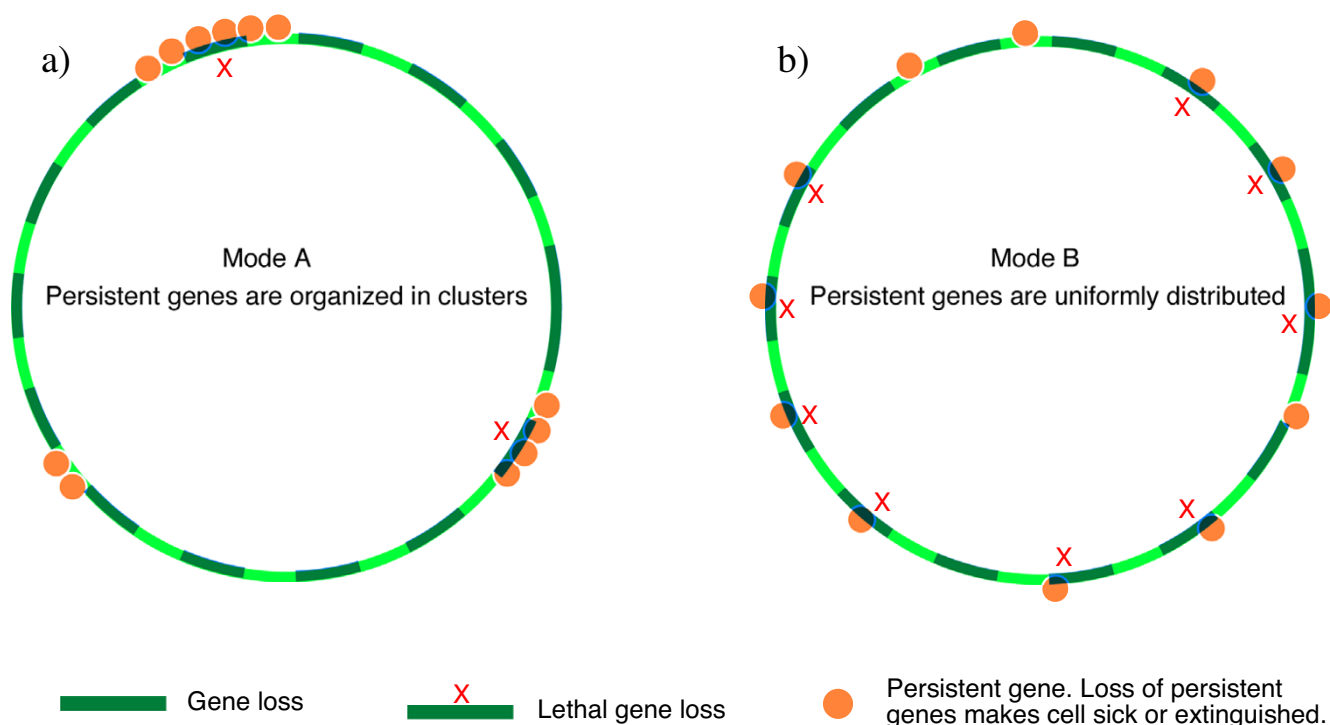 a)
X
Mode A
Persistent genes are organized in clusters
X
b)
X
X
X
Mode B
Persistent genes are uniformly distributed
X
X
X
X
X
X
Gene loss
X
Lethal gene loss
Persistent gene. Loss of persistent
genes makes cell sick or extinguished.